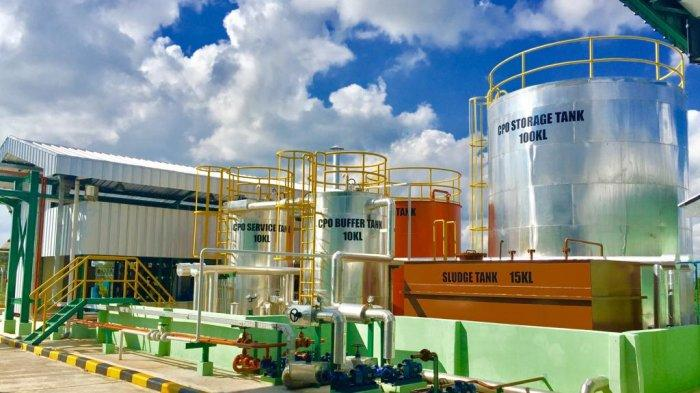 CPO SERVICE TANK
10KL
CPO BUFFER TANK
10KL
TANK
CPO STORAGE TANK
100KL
SLUDGE TANK 15KL